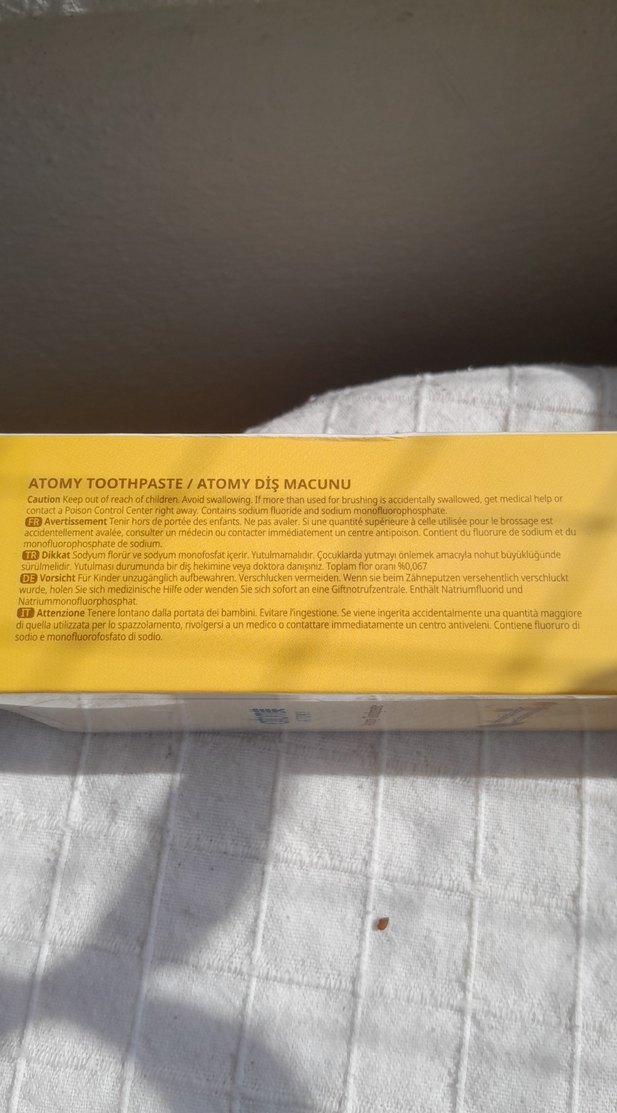 ATOMY TOOTHPASTE / ATOMY DİŞ MACUNU
Caution Keep out of reach of children. Avoid swallowing. If more than used for brushing is accidentally swallowed, get medical help or
contact a Poison Control Center right away. Contains sodium fluoride and sodium monofluorophosphate.
FR Avertissement Tenir hors de portée des enfants. Ne pas avaler. Si une quantité supérieure à celle utilisée pour le brossage est
accidentellement avalée, consulter un médecin ou contacter immédiatement un centre antipoison. Contient du fluorure de sodium et du
monofluorophosphate de sodium.
TR Dikkat Sodyum florür ve sodyum monofosfat içerir. Yutulmamalıdır. Çocuklarda yutmayı önlemek amacıyla nohut büyüklüğünde
sürülmelidir. Yutulması durumunda bir diş hekimine veya doktora danışınız. Toplam flor oranı %0,067
DE Vorsicht Für Kinder unzugänglich aufbewahren. Verschlucken vermeiden. Wenn sie beim Zähneputzen versehentlich verschluckt
wurde, holen Sie sich medizinische Hilfe oder wenden Sie sich sofort an eine Giftnotrufzentrale. Enthält Natriumfluorid und
Natriummonofluorphosphat.
IT Attenzione Tenere lontano dalla portata dei bambini. Evitare l'ingestione. Se viene ingerita accidentalmente una quantità maggiore
di quella utilizzata per lo spazzolamento, rivolgersi a un medico o contattare immediatamente un centro antiveleni. Contiene fluoruro di
sodio e monofluorofosfato di sodio.